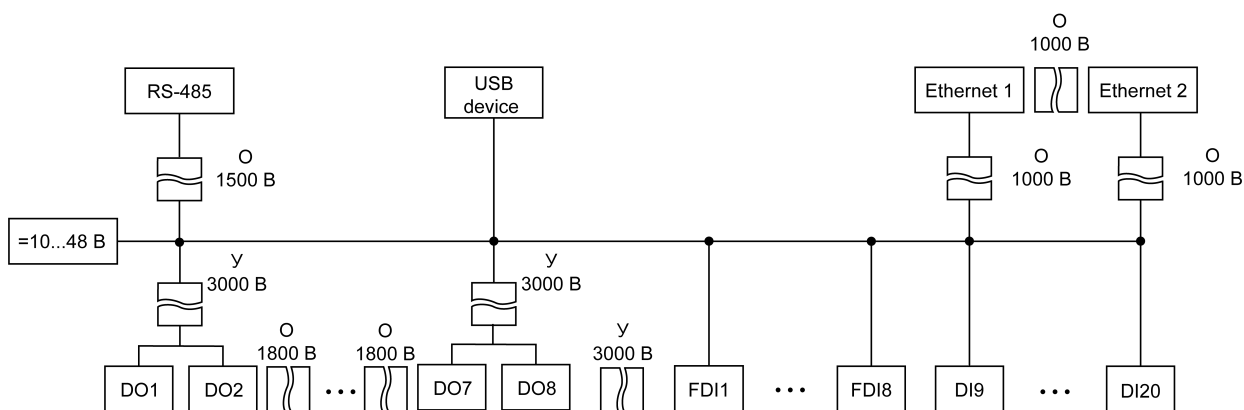 О
1000 В
RS-485
USB
device
Ethernet 1
Ethernet 2
О
1500 В
О
1000 В
О
1000 В
=10...48 В
У
3000 В
У
3000 В
О
1800 В
О
1800 В
У
3000 В
DO1
DO2
...
DO7
DO8
FDI1
...
FDI8
DI9
...
DI20